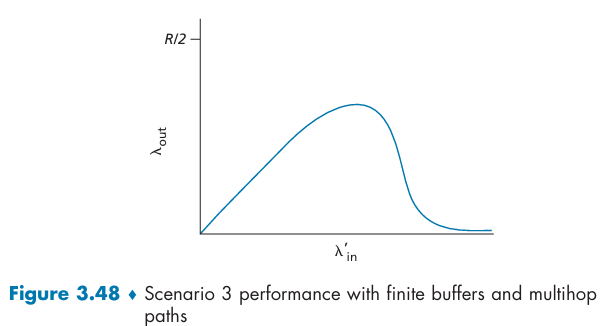 R/2
λout
λ'in
Figure 3.48 ♦ Scenario 3 performance with finite buffers and multihop
paths